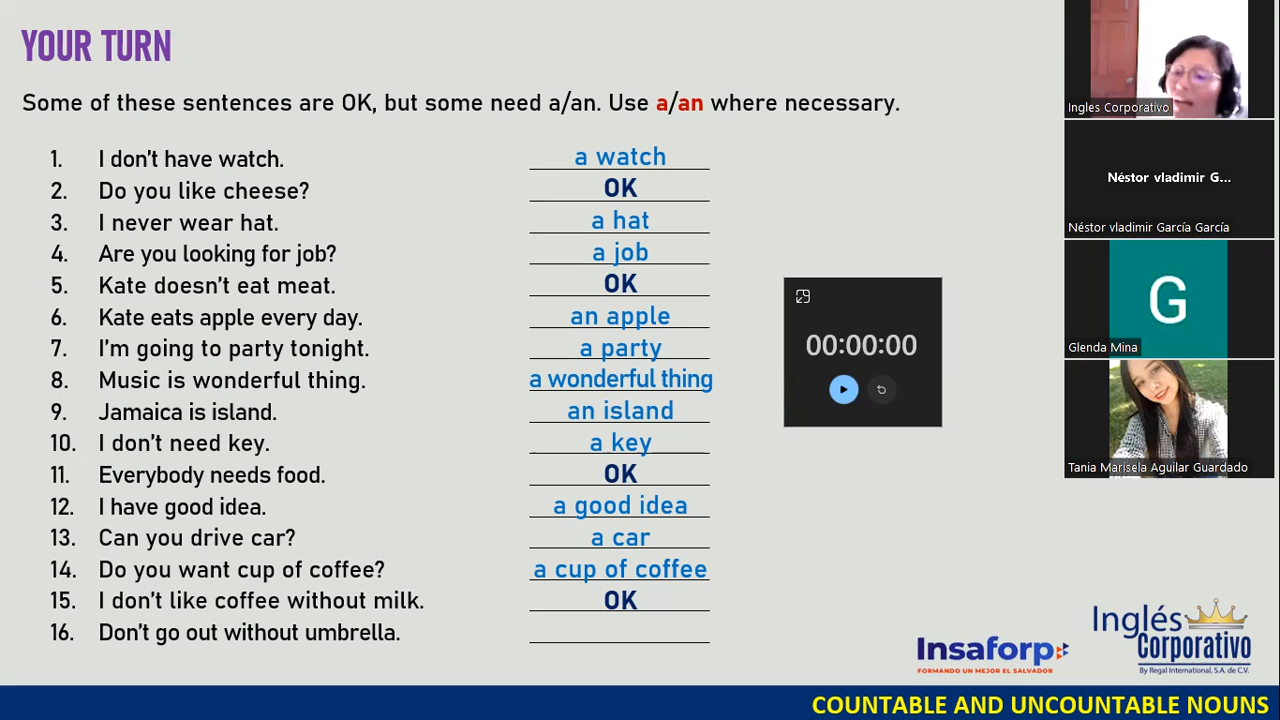 YOUR TURN
Some of these sentences are OK, but some need a/an. Use a/an where necessary.
1. I don't have watch. a watch
2. Do you like cheese? OK
3. I never wear hat. a hat
4. Are you looking for job? a job
5. Kate doesn't eat meat. OK
6. Kate eats apple every day. an apple
7. I'm going to party tonight. a party
8. Music is wonderful thing. a wonderful thing
9. Jamaica is island. an island
10. I don't need key. a key
11. Everybody needs food. OK
12. I have good idea. a good idea
13. Can you drive car? a car
14. Do you want cup of coffee? a cup of coffee
15. I don't like coffee without milk. OK
16. Don't go out without umbrella.
00:00:00
Ingles Corporativo
Néstor vladimir G...
Néstor vladimir García García
G
Glenda Mina
Tania Marisela Aguilar Guardado
Insaforp
FORMANDO UN MEJOR EL SALVADOR
Inglés
Corporativo
By Regal International, S.A. de C.V.
COUNTABLE AND UNCOUNTABLE NOUNS